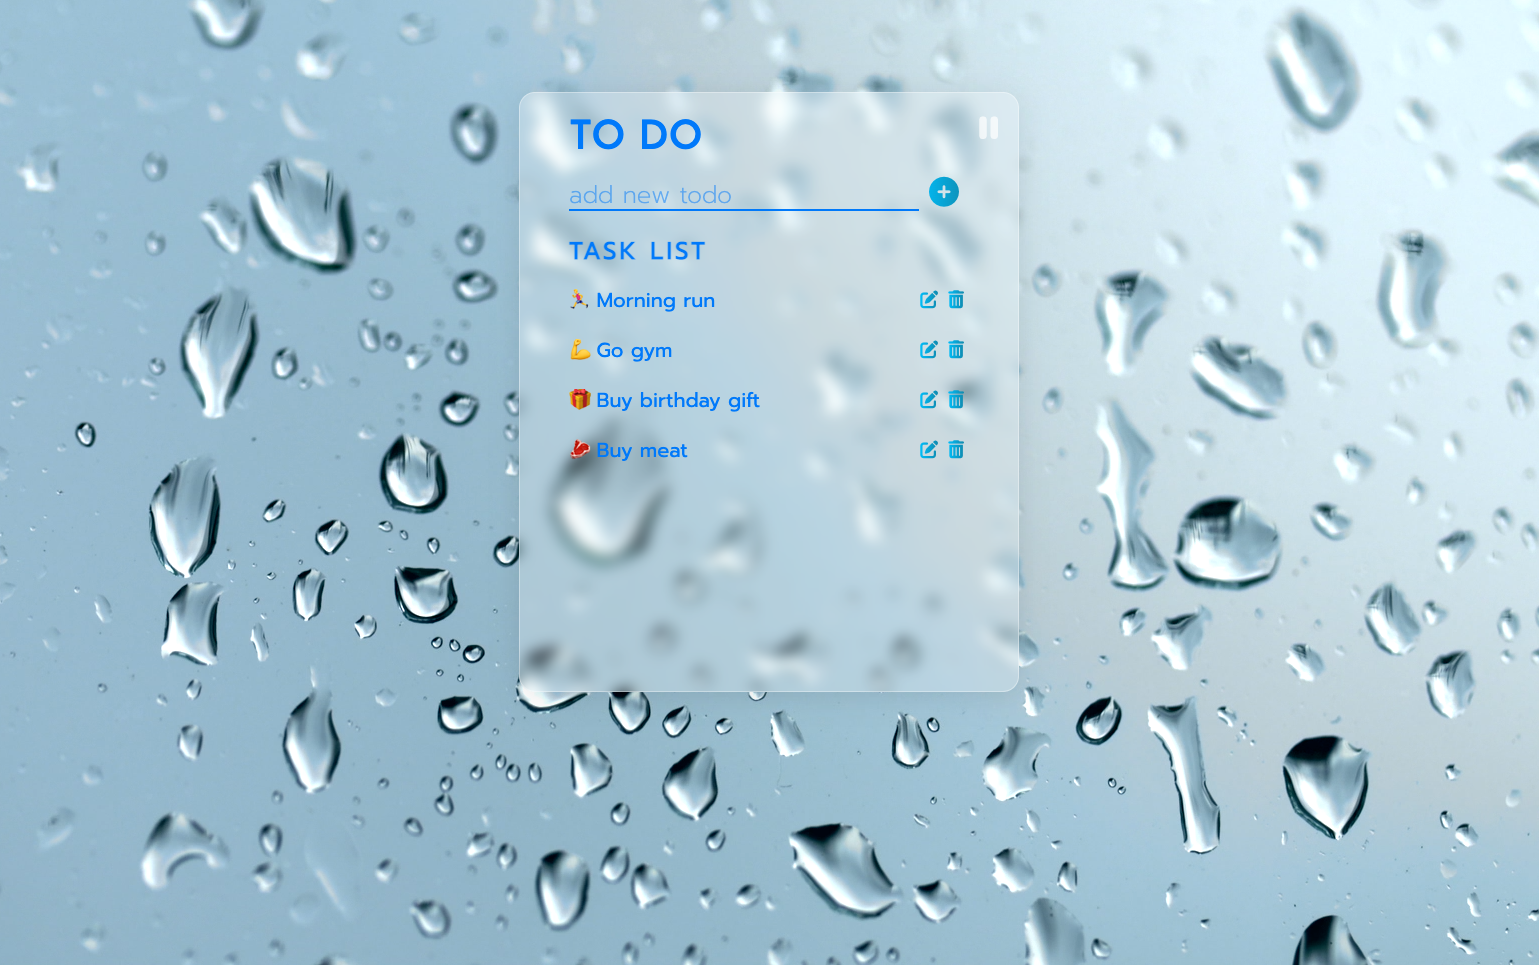 TO DO
add new todo
TASK LIST
🏃‍♀️ Morning run
💪 Go gym
🎁 Buy birthday gift
🥩 Buy meat